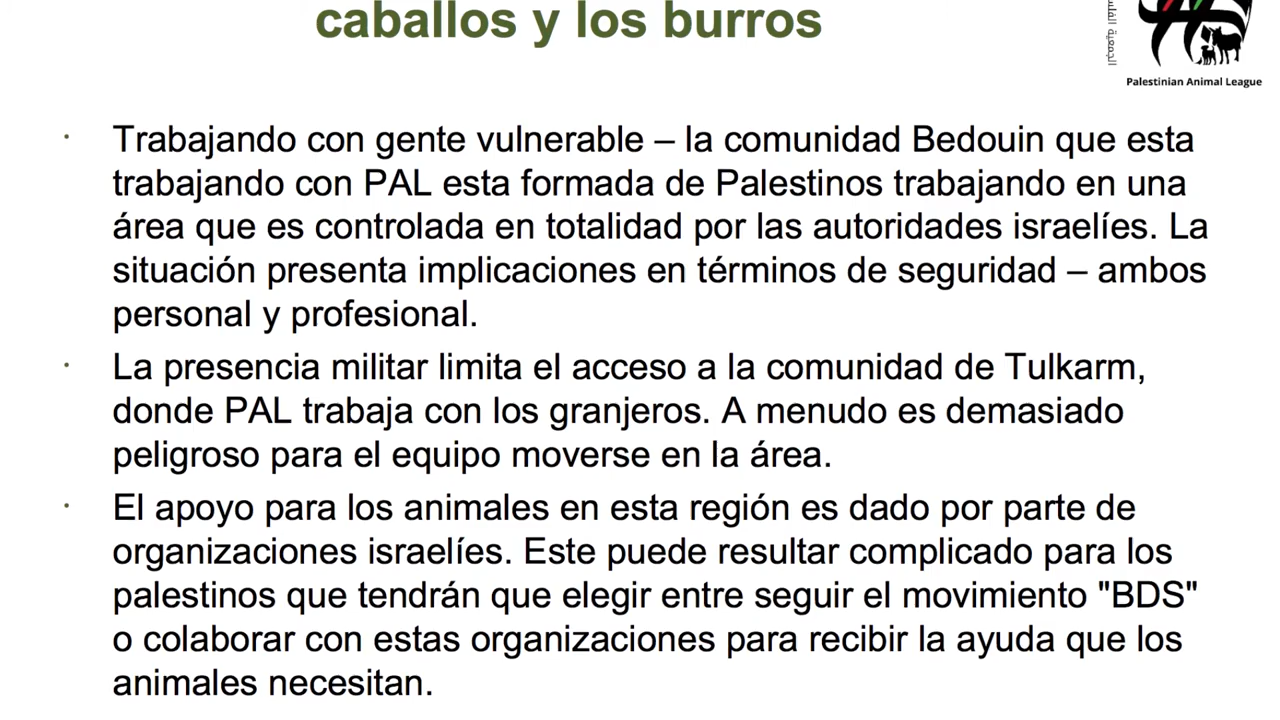 caballos y los burros
Palestinian Animal League
· Trabajando con gente vulnerable – la comunidad Bedouin que esta
trabajando con PAL esta formada de Palestinos trabajando en una
área que es controlada en totalidad por las autoridades israelíes. La
situación presenta implicaciones en términos de seguridad – ambos
personal y profesional.
· La presencia militar limita el acceso a la comunidad de Tulkarm,
donde PAL trabaja con los granjeros. A menudo es demasiado
peligroso para el equipo moverse en la área.
· El apoyo para los animales en esta región es dado por parte de
organizaciones israelíes. Este puede resultar complicado para los
palestinos que tendrán que elegir entre seguir el movimiento "BDS"
o colaborar con estas organizaciones para recibir la ayuda que los
animales necesitan.